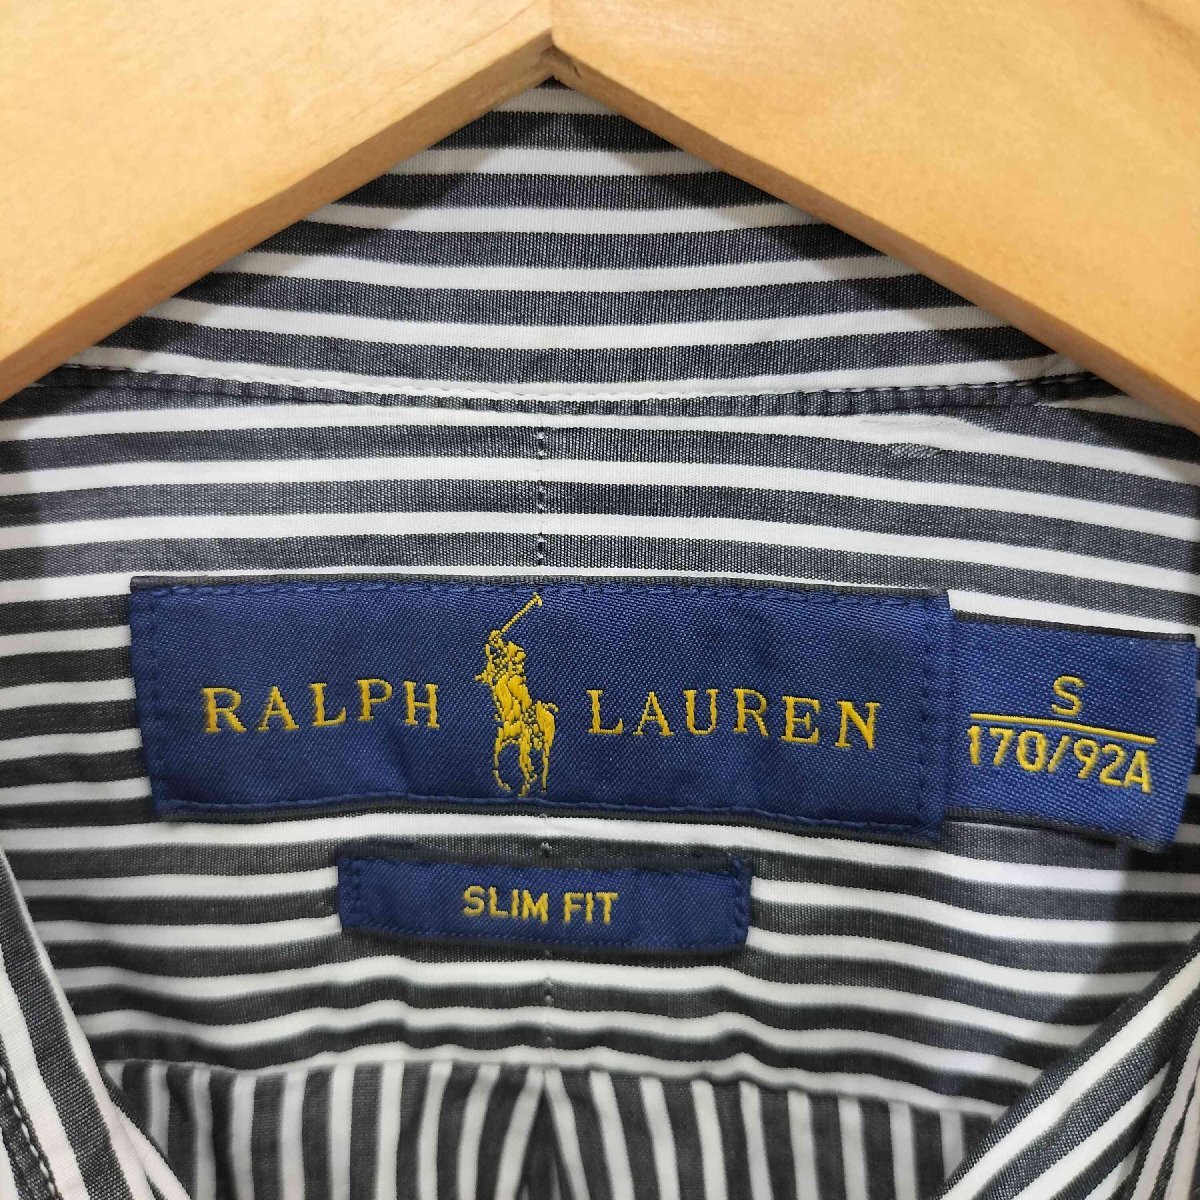 RALPH LAUREN
S
170/92A
SLIM FIT